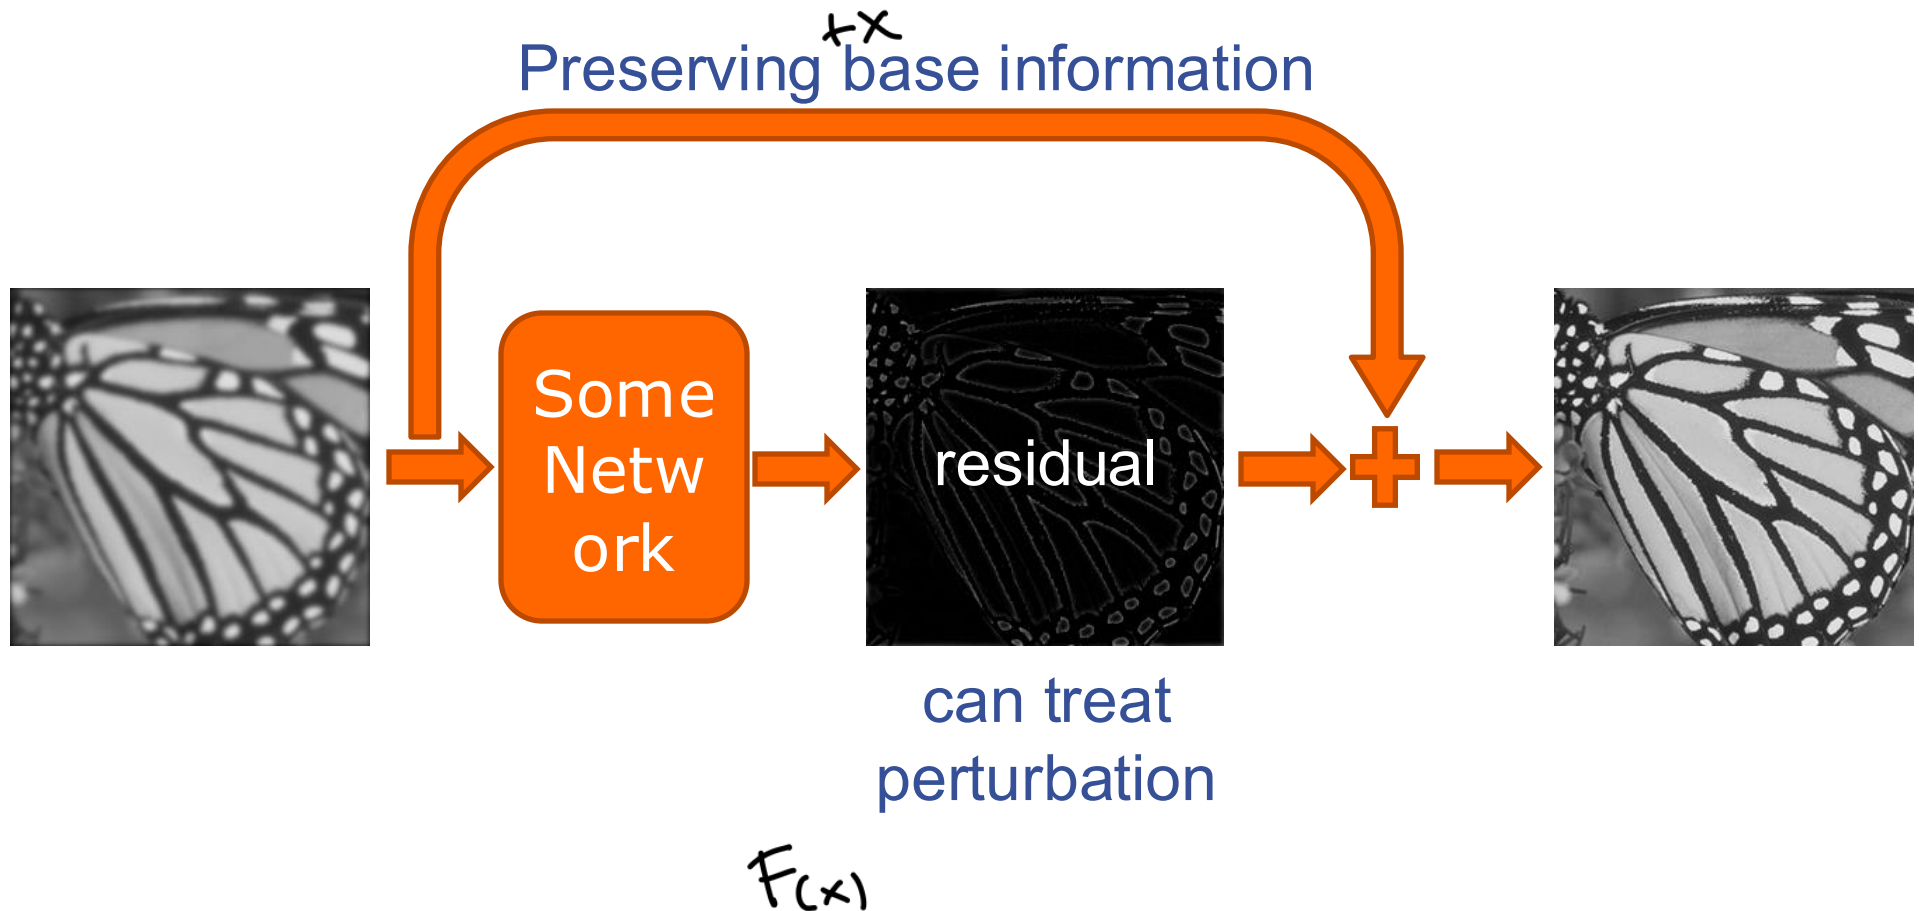 +x
Preserving base information
Some
Netw
ork
residual
can treat
perturbation
F(x)